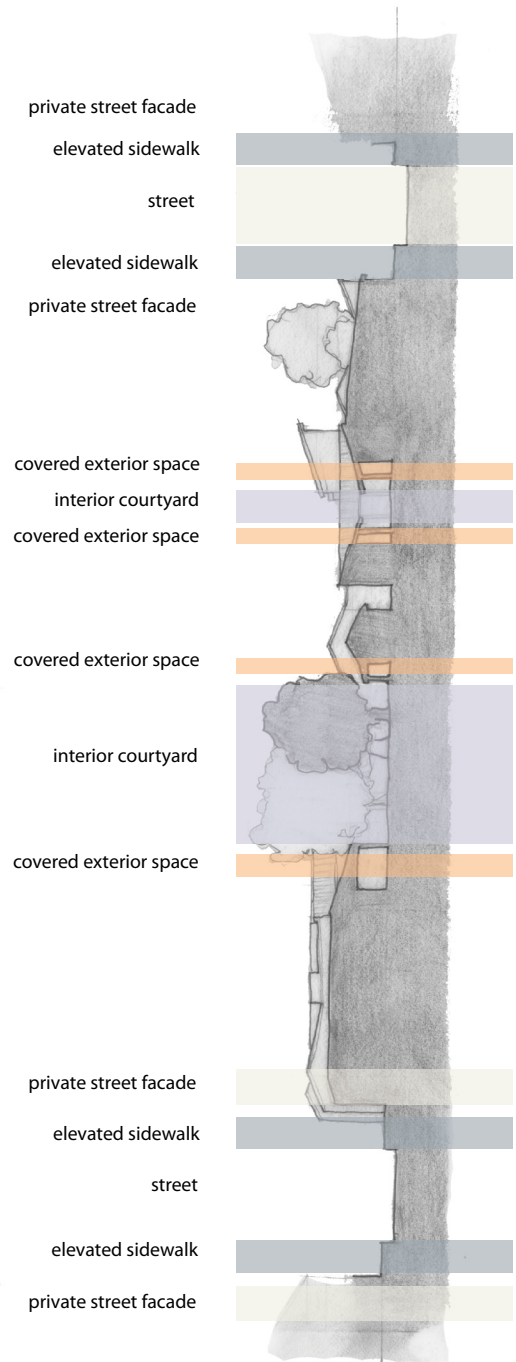 private street facade
elevated sidewalk
street
elevated sidewalk
private street facade
covered exterior space
interior courtyard
covered exterior space
covered exterior space
interior courtyard
covered exterior space
private street facade
elevated sidewalk
street
elevated sidewalk
private street facade